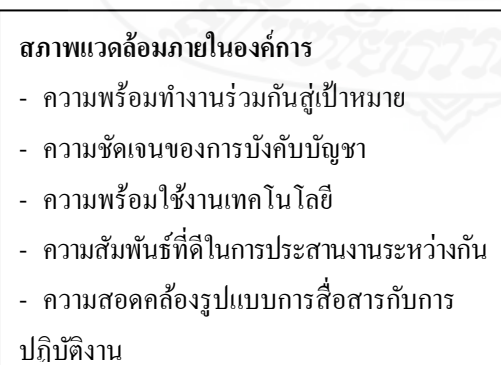 สภาพแวดล้อมภายในองค์การ
- ความพร้อมทำงานร่วมกันสู่เป้าหมาย
- ความชัดเจนของการบังคับบัญชา
- ความพร้อมใช้งานเทคโนโลยี
- ความสัมพันธ์ที่ดีในการประสานงานระหว่างกัน
- ความสอดคล้องรูปแบบการสื่อสารกับการ
ปฏิบัติงาน